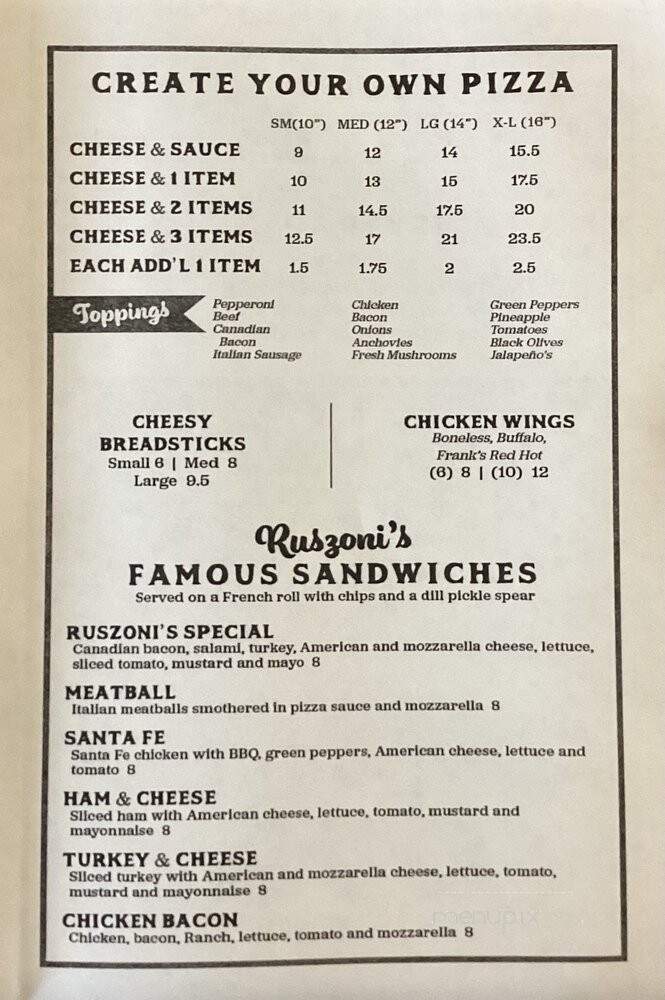 CREATE YOUR OWN PIZZA
SM(10") MED (12") LG (14") X-L (16")
CHEESE & SAUCE 9 12 14 15.5
CHEESE & 1 ITEM 10 13 15 17.5
CHEESE & 2 ITEMS 11 14.5 17.5 20
CHEESE & 3 ITEMS 12.5 17 21 23.5
EACH ADD'L 1 ITEM 1.5 1.75 2 2.5
Toppings
Pepperoni
Beef
Canadian
Bacon
Italian Sausage
Chicken
Bacon
Onions
Anchovies
Fresh Mushrooms
Green Peppers
Pineapple
Tomatoes
Black Olives
Jalapeño's
CHEESY
BREADSTICKS
Small 6 | Med 8
Large 9.5
CHICKEN WINGS
Boneless, Buffalo,
Frank's Red Hot
(6) 8 | (10) 12
Ruszoni's
FAMOUS SANDWICHES
Served on a French roll with chips and a dill pickle spear
RUSZONI'S SPECIAL
Canadian bacon, salami, turkey, American and mozzarella cheese, lettuce,
sliced tomato, mustard and mayo 8
MEATBALL
Italian meatballs smothered in pizza sauce and mozzarella 8
SANTA FE
Santa Fe chicken with BBQ, green peppers, American cheese, lettuce and
tomato 8
HAM & CHEESE
Sliced ham with American cheese, lettuce, tomato, mustard and
mayonnaise 8
TURKEY & CHEESE
Sliced turkey with American and mozzarella cheese, lettuce, tomato,
mustard and mayonnaise 8
CHICKEN BACON
Chicken, bacon, Ranch, lettuce, tomato and mozzarella 8
menupix